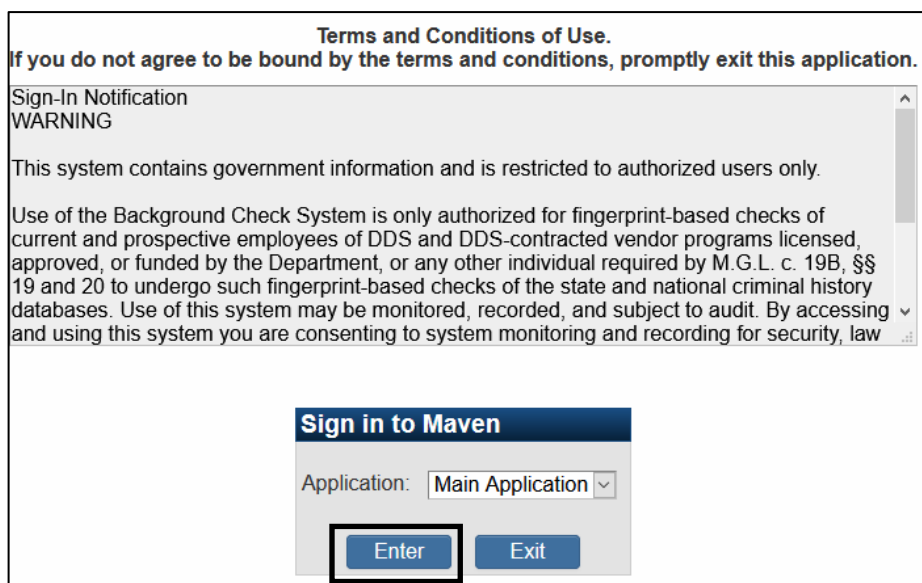 Terms and Conditions of Use.
If you do not agree to be bound by the terms and conditions, promptly exit this application.
Sign-In Notification
WARNING
This system contains government information and is restricted to authorized users only.
Use of the Background Check System is only authorized for fingerprint-based checks of
current and prospective employees of DDS and DDS-contracted vendor programs licensed,
approved, or funded by the Department, or any other individual required by M.G.L. c. 19B, §§
19 and 20 to undergo such fingerprint-based checks of the state and national criminal history
databases. Use of this system may be monitored, recorded, and subject to audit. By accessing
and using this system you are consenting to system monitoring and recording for security, law
Sign in to Maven
Application: Main Application
Enter Exit